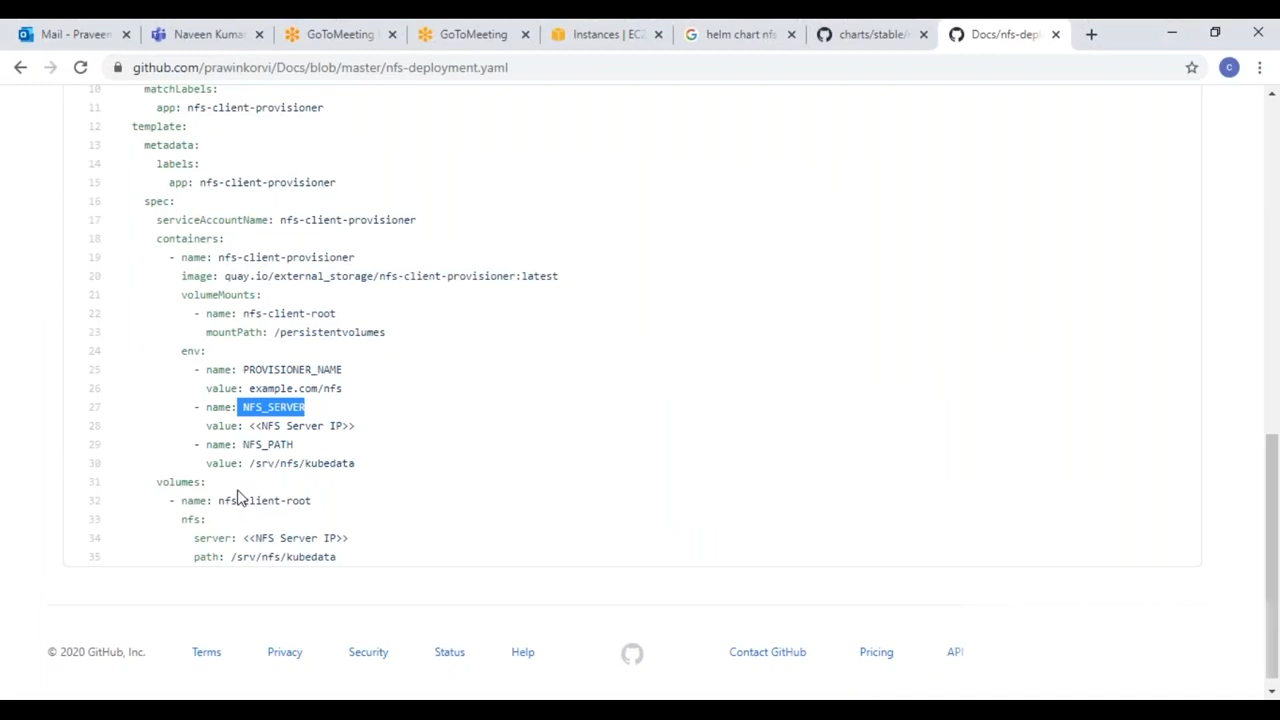 Mail - Praveen
Naveen Kumar
GoToMeeting
GoToMeeting
Instances | EC2
helm chart nfs
charts/stable/
Docs/nfs-depl
github.com/prawinkorvi/Docs/blob/master/nfs-deployment.yaml
C
10 matchLabels:
11 app: nfs-client-provisioner
12 template:
13 metadata:
14 labels:
15 app: nfs-client-provisioner
16 spec:
17 serviceAccountName: nfs-client-provisioner
18 containers:
19 - name: nfs-client-provisioner
20 image: quay.io/external_storage/nfs-client-provisioner:latest
21 volumeMounts:
22 - name: nfs-client-root
23 mountPath: /persistentvolumes
24 env:
25 - name: PROVISIONER_NAME
26 value: example.com/nfs
27 - name: NFS_SERVER
28 value: <<NFS Server IP>>
29 - name: NFS_PATH
30 value: /srv/nfs/kubedata
31 volumes:
32 - name: nfs-client-root
33 nfs:
34 server: <<NFS Server IP>>
35 path: /srv/nfs/kubedata
© 2020 GitHub, Inc.
Terms
Privacy
Security
Status
Help
Contact GitHub
Pricing
API